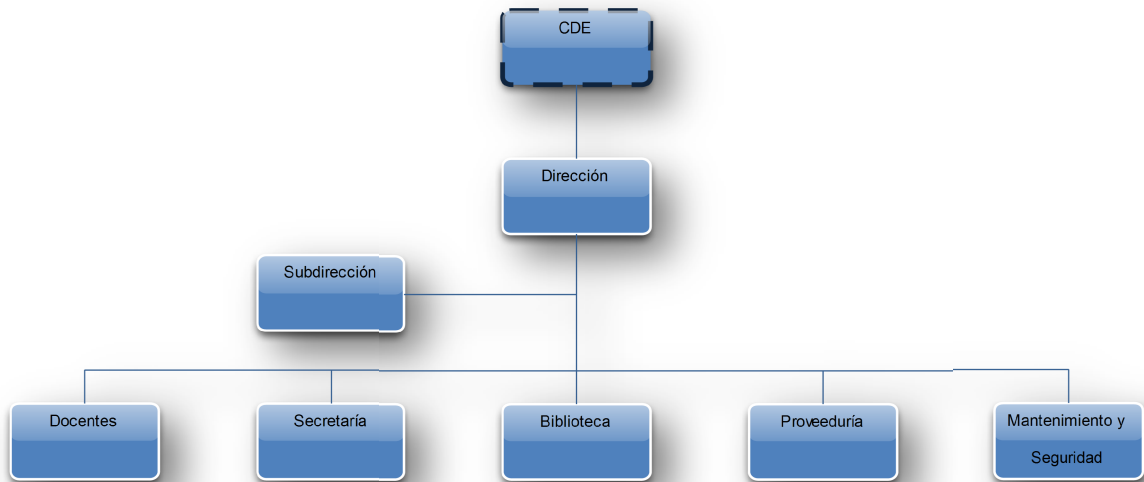 CDE
Dirección
Subdirección
Docentes
Secretaría
Biblioteca
Proveeduría
Mantenimiento y
Seguridad